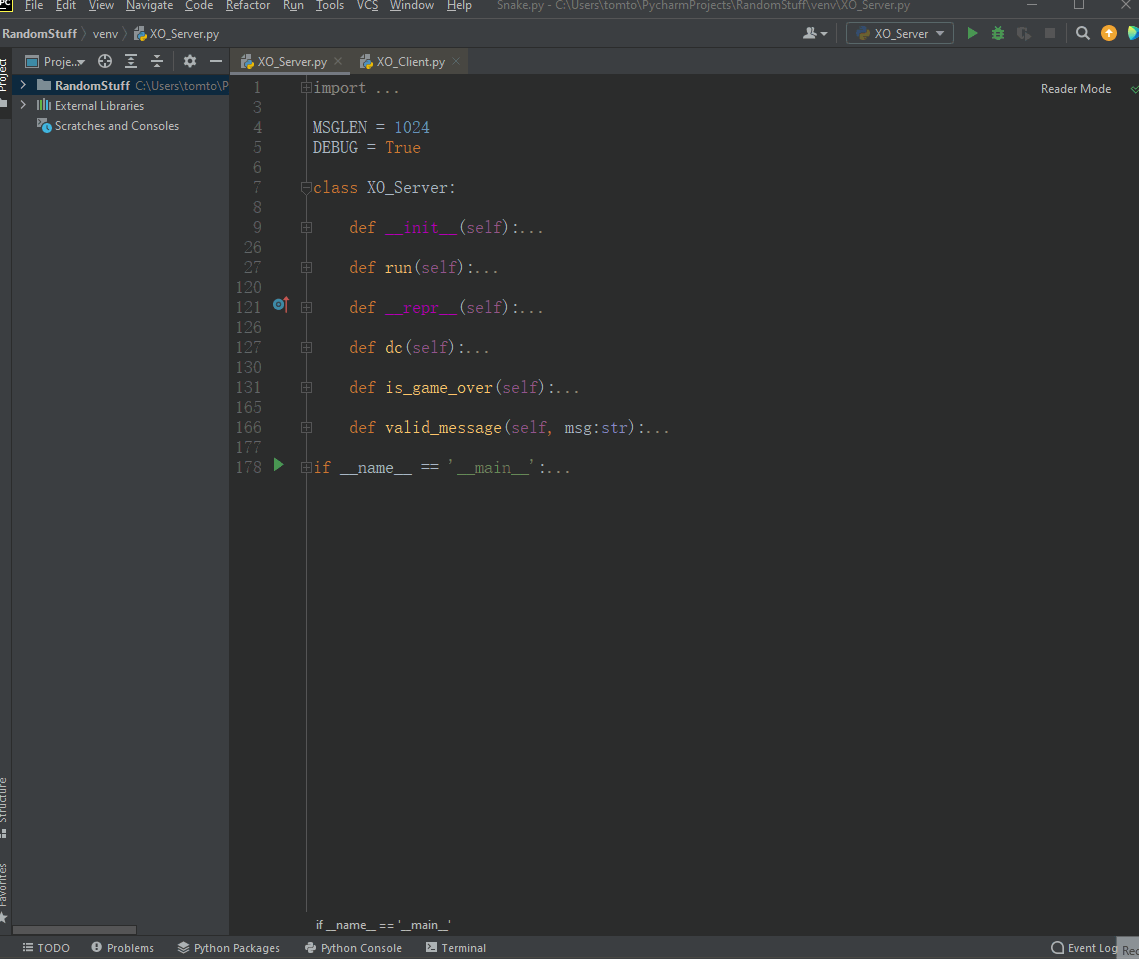 PC File Edit View Navigate Code Refactor Run Tools VCS Window Help Snake.py - C:\Users\tomto\PycharmProjects\RandomStuff\venv\XO_Server.py
RandomStuff venv XO_Server.py XO_Server
Project
Proje... XO_Server.py XO_Client.py
RandomStuff C:\Users\tomto\P
External Libraries
Scratches and Consoles
Reader Mode
1 import ...
3
4 MSGLEN = 1024
5 DEBUG = True
6
7 class XO_Server:
8
9 def __init__(self):...
26
27 def run(self):...
120
121 def __repr__(self):...
126
127 def dc(self):...
130
131 def is_game_over(self):...
165
166 def valid_message(self, msg:str):...
177
178 if __name__ == '__main__':...
Structure
Favorites
if __name__ == '__main__'
TODO Problems Python Packages Python Console Terminal Event Log Rec